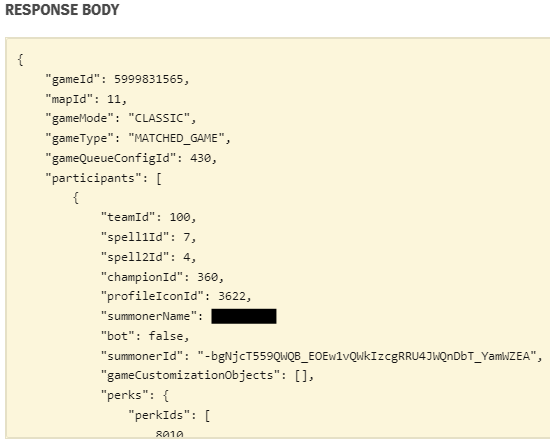 RESPONSE BODY
{
"gameId": 5999831565,
"mapId": 11,
"gameMode": "CLASSIC",
"gameType": "MATCHED_GAME",
"gameQueueConfigId": 430,
"participants": [
{
"teamId": 100,
"spell1Id": 7,
"spell2Id": 4,
"championId": 360,
"profileIconId": 3622,
"summonerName":
"bot": false,
"summonerId": "-bgNjcT559QWQB_EOEw1vQWkIzcgRRU4JWQnDbT_YamWZEA",
"gameCustomizationObjects": [],
"perks": {
"perkIds": [
8010